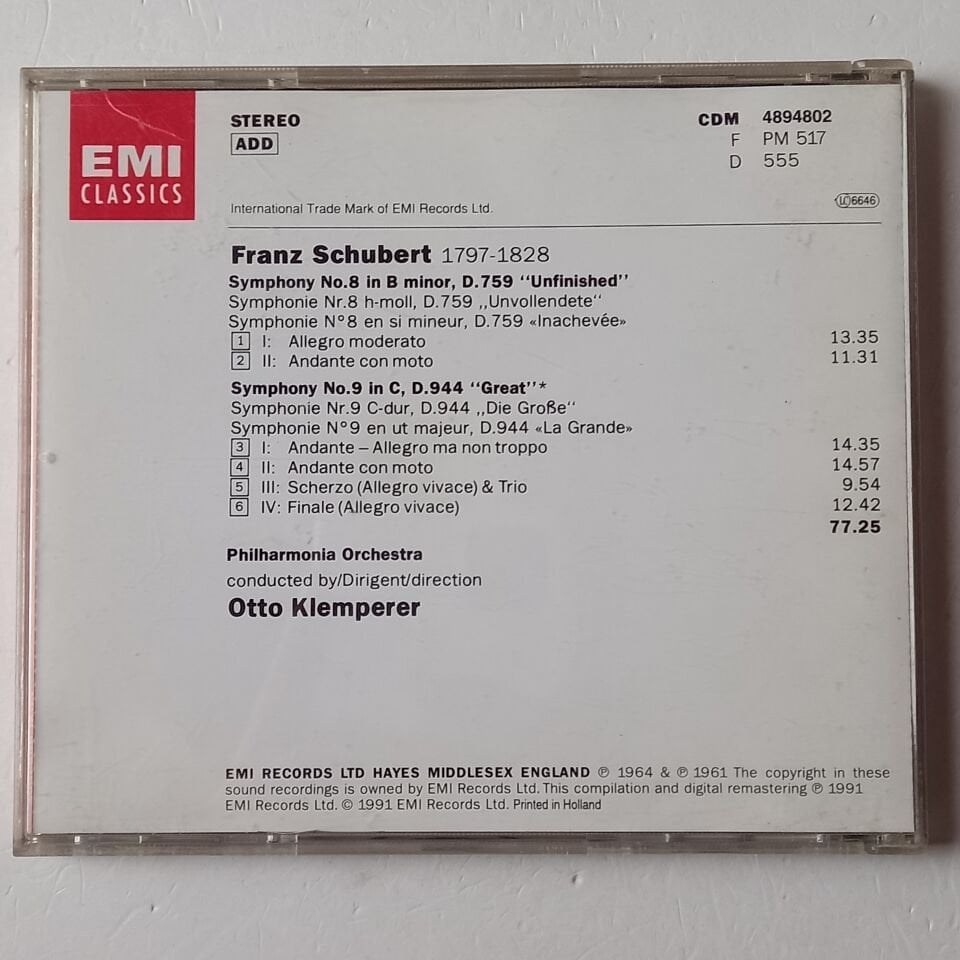 EMI
CLASSICS
STEREO
ADD
CDM 4894802
F PM 517
D 555
International Trade Mark of EMI Records Ltd.
LC 6646
Franz Schubert 1797-1828
Symphony No.8 in B minor, D.759 ‘‘Unfinished’’
Symphonie Nr.8 h-moll, D.759 ,,Unvollendete‘‘
Symphonie N°8 en si mineur, D.759 «Inachevée»
1 I: Allegro moderato 13.35
2 II: Andante con moto 11.31
Symphony No.9 in C, D.944 ‘‘Great’’*
Symphonie Nr.9 C-dur, D.944 ,,Die Große‘‘
Symphonie N°9 en ut majeur, D.944 «La Grande»
3 I: Andante – Allegro ma non troppo 14.35
4 II: Andante con moto 14.57
5 III: Scherzo (Allegro vivace) & Trio 9.54
6 IV: Finale (Allegro vivace) 12.42
77.25
Philharmonia Orchestra
conducted by/Dirigent/direction
Otto Klemperer
EMI RECORDS LTD HAYES MIDDLESEX ENGLAND ℗ 1964 & ℗ 1961 The copyright in these
sound recordings is owned by EMI Records Ltd. This compilation and digital remastering ℗ 1991
EMI Records Ltd. © 1991 EMI Records Ltd. Printed in Holland